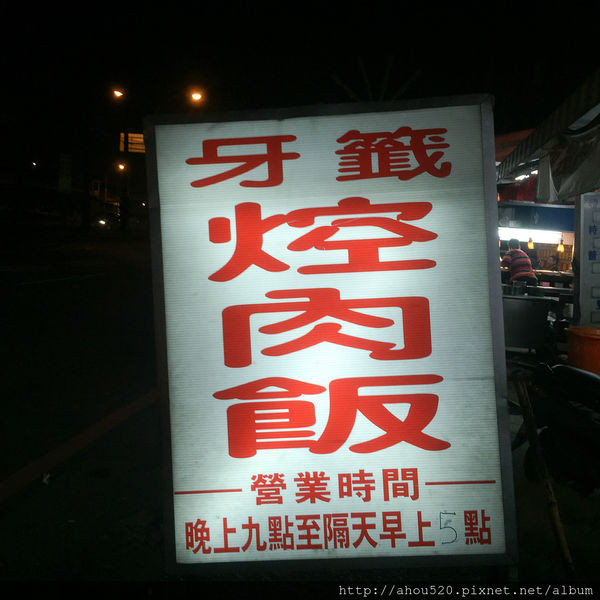 牙籤
焢肉飯
營業時間
晚上九點至隔天早上5點
http://ahou520.pixnet.net/album